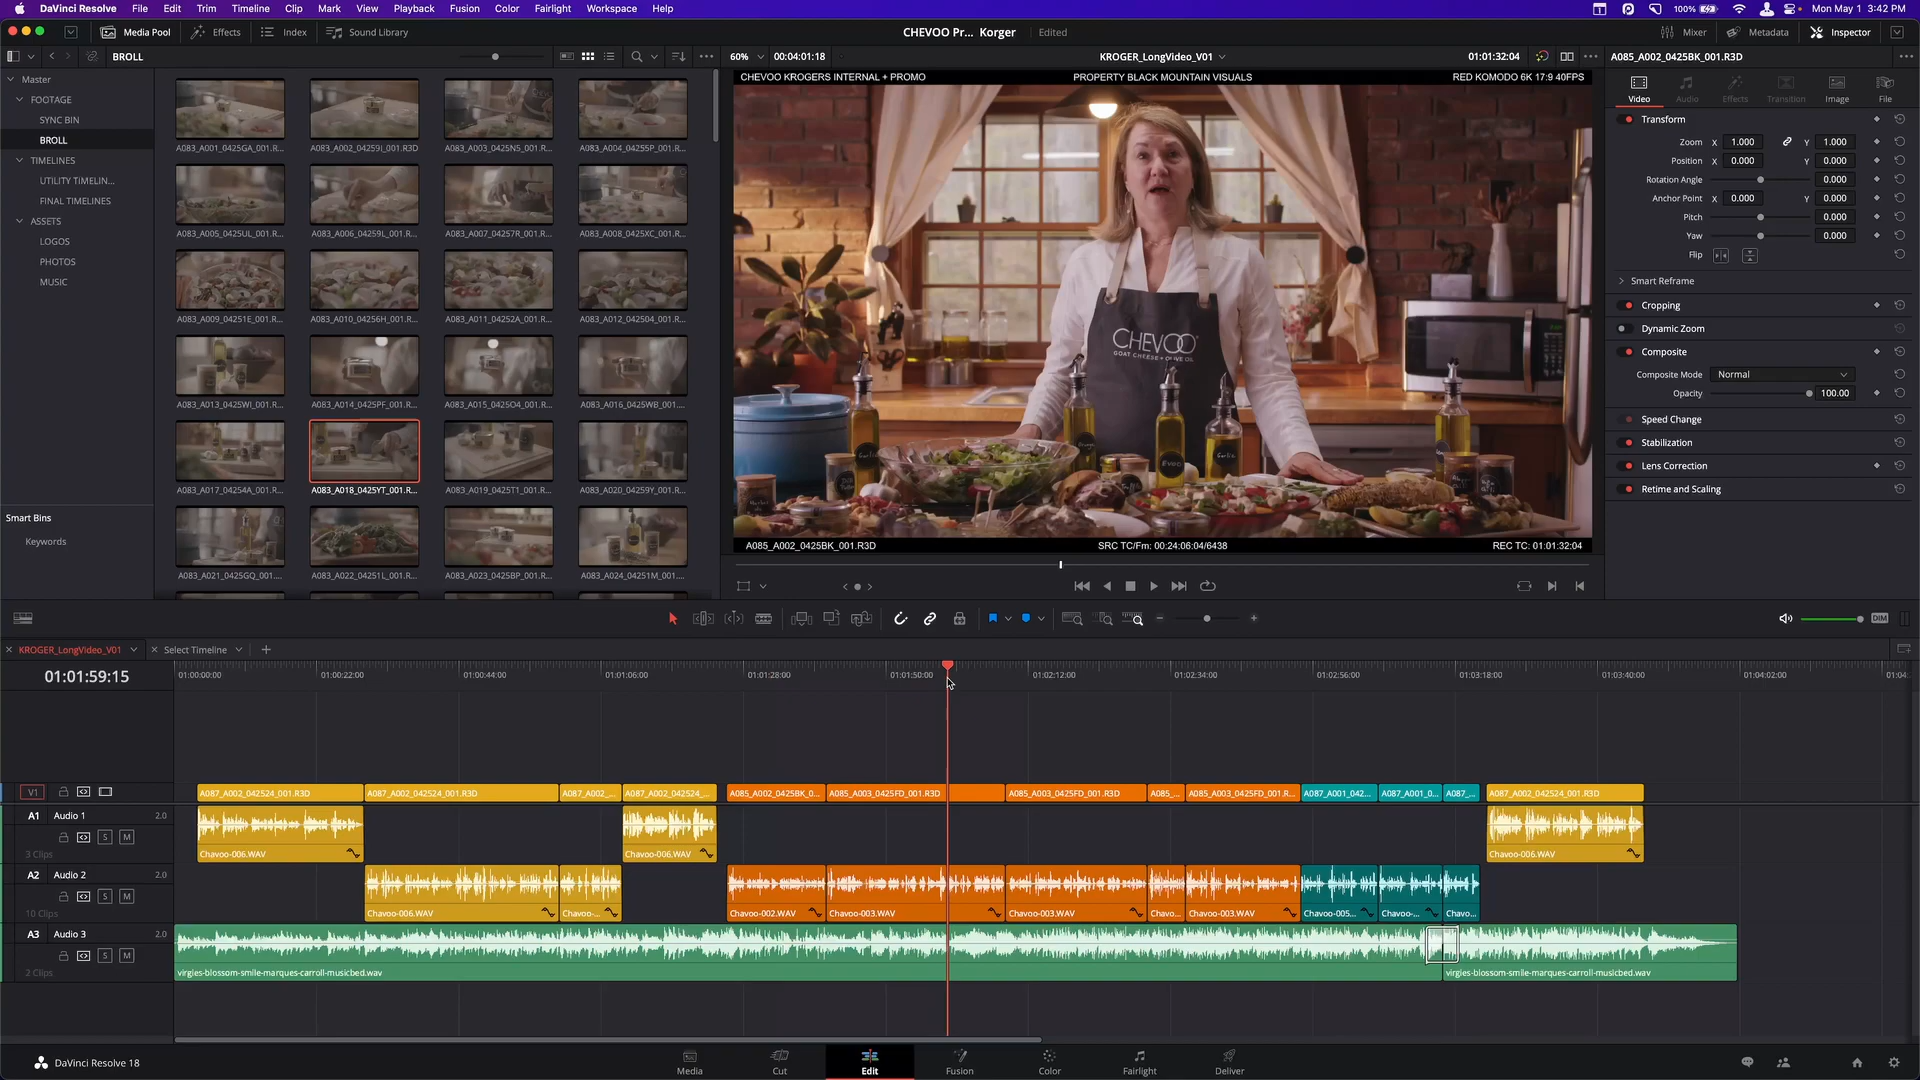 DaVinci Resolve File Edit Trim Timeline Clip Mark View Playback Fusion Color Fairlight Workspace Help 100% Mon May 1 3:42 PM
Media Pool Effects Index Sound Library CHEVOO Pr... Korger Edited Mixer Metadata Inspector
BROLL 60% 00:04:01:18 KROGER_LongVideo_V01 01:01:32:04 A085_A002_0425BK_001.R3D
Master
FOOTAGE
SYNC BIN
BROLL
TIMELINES
UTILITY TIMELIN...
FINAL TIMELINES
ASSETS
LOGOS
PHOTOS
MUSIC
Smart Bins
Keywords
A083_A001_0425GA_001.R... A083_A002_04259I_001.R3D A083_A003_0425N5_001.R... A083_A004_04255P_001.R...
A083_A005_0425UL_001.R... A083_A006_04259L_001.R... A083_A007_04257R_001.R... A083_A008_0425XC_001.R...
A083_A009_04251E_001.R... A083_A010_04256H_001.R... A083_A011_04252A_001.R... A083_A012_042504_001.R...
A083_A013_0425WI_001.R... A083_A014_0425PF_001.R... A083_A015_0425O4_001.R... A083_A016_0425WB_001....
A083_A017_04254A_001.R... A083_A018_0425YT_001.R... A083_A019_0425T1_001.R... A083_A020_04259Y_001.R...
A083_A021_0425GQ_001.... A083_A022_04251L_001.R... A083_A023_0425BP_001.R... A083_A024_04251M_001....
CHEVOO KROGERS INTERNAL + PROMO PROPERTY BLACK MOUNTAIN VISUALS RED KOMODO 6K 17:9 40FPS
CHEVOO
GOAT CHEESE + OLIVE OIL
A085_A002_0425BK_001.R3D SRC TC/Fm: 00:24:06:04/6438 REC TC: 01:01:32:04
Video Audio Effects Transition Image File
Transform
Zoom X 1.000 Y 1.000
Position X 0.000 Y 0.000
Rotation Angle 0.000
Anchor Point X 0.000 Y 0.000
Pitch 0.000
Yaw 0.000
Flip
Smart Reframe
Cropping
Dynamic Zoom
Composite
Composite Mode Normal
Opacity 100.00
Speed Change
Stabilization
Lens Correction
Retime and Scaling
DIM
KROGER_LongVideo_V01 Select Timeline
01:01:59:15 01:00:00:00 01:00:22:00 01:00:44:00 01:01:06:00 01:01:28:00 01:01:50:00 01:02:12:00 01:02:34:00 01:02:56:00 01:03:18:00 01:03:40:00 01:04:02:00 01:04
V1 A087_A002_042524_001.R3D A087_A002_042524_001.R3D A087_A002_... A087_A002_042524_... A085_A002_0425BK_0... A085_A003_0425FD_001.R3D A085_A003_0425FD_001.R3D A085_... A085_A003_0425FD_001.R... A087_A001_042... A087_A001_0... A087_... A087_A002_042524_001.R3D
A1 Audio 1 2.0
S M
3 Clips Chavoo-006.WAV Chavoo-006.WAV Chavoo-006.WAV
A2 Audio 2 2.0
S M
10 Clips Chavoo-006.WAV Chavoo-... Chavoo-002.WAV Chavoo-003.WAV Chavoo-003.WAV Chavo... Chavoo-003.WAV Chavoo-005... Chavoo-... Chavo...
A3 Audio 3 2.0
S M
2 Clips virgies-blossom-smile-marques-carroll-musicbed.wav virgies-blossom-smile-marques-carroll-musicbed.wav
DaVinci Resolve 18 Media Cut Edit Fusion Color Fairlight Deliver